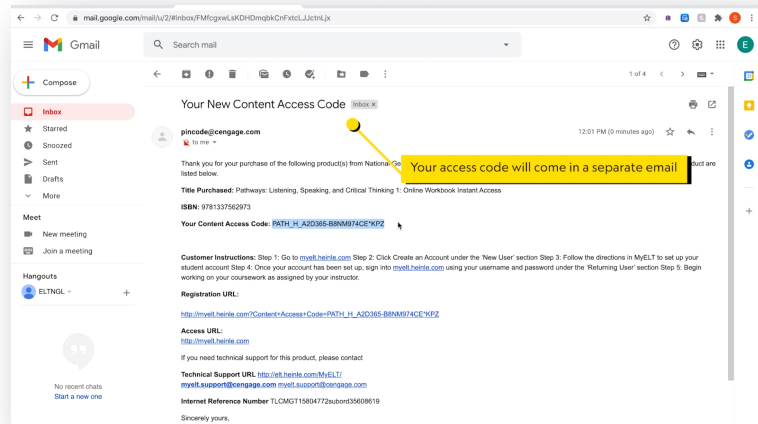 mail.google.com/mail/u/2/#inbox/FMfcgxwLsKDHDmqbkCnFxtcLJJctnLjx
S
Gmail
Search mail
E
Compose
1 of 4
Inbox
Starred
Snoozed
Sent
Drafts
More
Meet
New meeting
Join a meeting
Hangouts
ELTNGL
No recent chats
Start a new one
Your New Content Access Code Inbox x
pincode@cengage.com
12:01 PM (0 minutes ago)
to me
Your access code will come in a separate email
Thank you for your purchase of the following product(s) from National Ge duct are
listed below.
Title Purchased: Pathways: Listening, Speaking, and Critical Thinking 1: Online Workbook Instant Access
ISBN: 9781337562973
Your Content Access Code: PATH_H_A2D365-B8NM974CE*KPZ
Customer Instructions: Step 1: Go to myelt.heinle.com Step 2: Click Create an Account under the 'New User' section Step 3: Follow the directions in MyELT to set up your
student account Step 4: Once your account has been set up, sign into myelt.heinle.com using your username and password under the 'Returning User' section Step 5: Begin
working on your coursework as assigned by your instructor.
Registration URL:
http://myelt.heinle.com?Content+Access+Code=PATH_H_A2D365-B8NM974CE*KPZ
Access URL:
http://myelt.heinle.com
If you need technical support for this product, please contact
Technical Support URL http://elt.heinle.com/MyELT/
myelt.support@cengage.com myelt.support@cengage.com
Internet Reference Number TLCMGT15804772subord35608619
Sincerely yours,